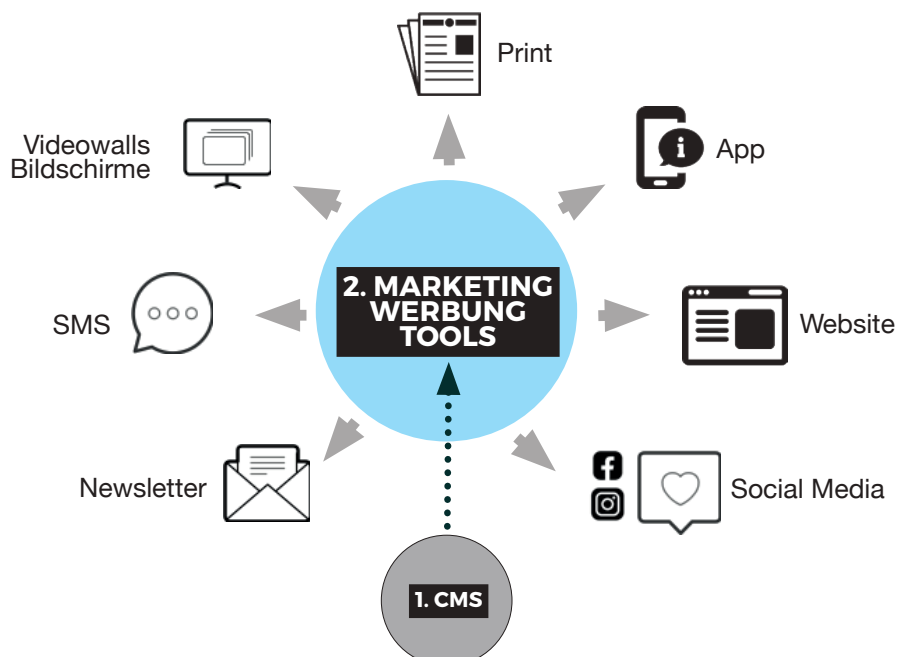 Print
Videowalls
Bildschirme
App
2. MARKETING
WERBUNG
TOOLS
SMS
Website
Newsletter
Social Media
1. CMS